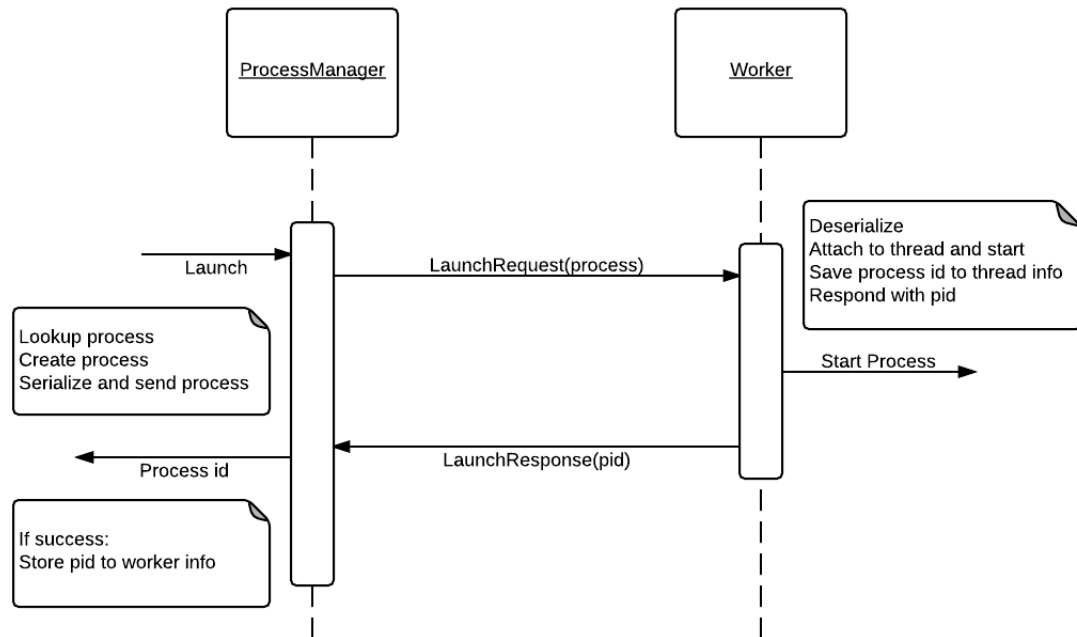 ProcessManager
Worker
Launch
LaunchRequest(process)
Deserialize
Attach to thread and start
Save process id to thread info
Respond with pid
Lookup process
Create process
Serialize and send process
Start Process
LaunchResponse(pid)
Process id
If success:
Store pid to worker info